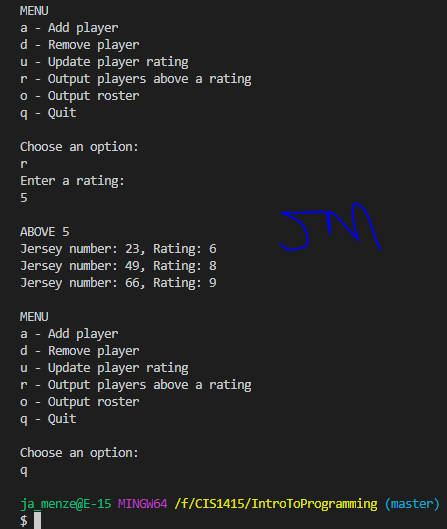 MENU
a - Add player
d - Remove player
u - Update player rating
r - Output players above a rating
o - Output roster
q - Quit
Choose an option:
r
Enter a rating:
5
ABOVE 5
Jersey number: 23, Rating: 6
Jersey number: 49, Rating: 8
Jersey number: 66, Rating: 9
MENU
a - Add player
d - Remove player
u - Update player rating
r - Output players above a rating
o - Output roster
q - Quit
Choose an option:
q
ja_menze@E-15 MINGW64 /f/CIS1415/IntroToProgramming (master)
$